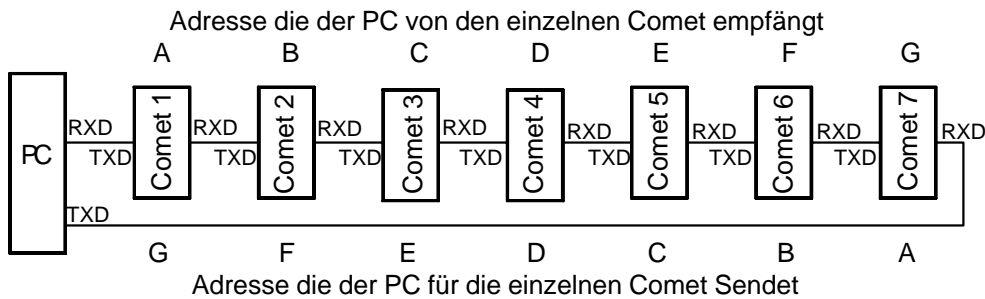 Adresse die der PC von den einzelnen Comet empfängt
A B C D E F G
PC
RXD TXD Comet 1 RXD TXD Comet 2 RXD TXD Comet 3 RXD TXD Comet 4 RXD TXD Comet 5 RXD TXD Comet 6 RXD TXD Comet 7 RXD
TXD
G F E D C B A
Adresse die der PC für die einzelnen Comet Sendet